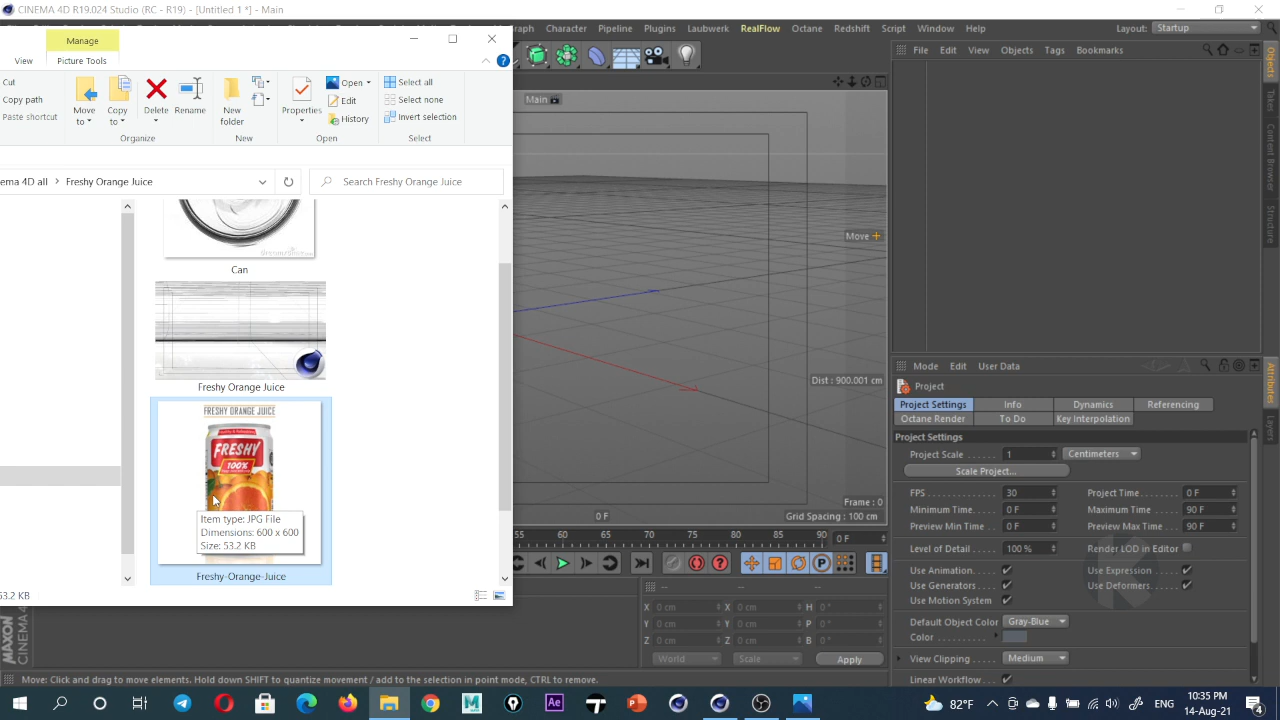 CINEMA 4D R19.024 Studio (RC - R19) - [Untitled 1 *] - Main
Manage
View
Picture Tools
Character
Pipeline
Plugins
Laubwerk
RealFlow
Octane
Redshift
Script
Window
Help
Layout:
Startup
File
Edit
View
Objects
Tags
Bookmarks
Cut
Copy path
Paste shortcut
Move to
Copy to
Delete
Rename
New folder
Properties
Open
Edit
History
Select all
Select none
Invert selection
Organize
New
Open
Select
Main
ema 4D all
Freshy Orange Juice
Search Freshy Orange Juice
Objects
Takes
Content Browser
Structure
Can
Freshy Orange Juice
FRESHY ORANGE JUICE
FRESHY
100%
Item type: JPG File
Dimensions: 600 x 600
Size: 53.2 KB
Freshy-Orange-Juice
53.2 KB
Move
Dist : 900.001 cm
Frame : 0
Grid Spacing : 100 cm
0 F
55
60
65
70
75
80
85
90
0 F
Mode
Edit
User Data
Project
Attributes
Layers
Project Settings
Info
Dynamics
Referencing
Octane Render
To Do
Key Interpolation
Project Settings
Project Scale
1
Centimeters
Scale Project...
FPS
30
Project Time
0 F
Minimum Time
0 F
Maximum Time
90 F
Preview Min Time
0 F
Preview Max Time
90 F
Level of Detail
100 %
Render LOD in Editor
Use Animation
Use Expression
Use Generators
Use Deformers
Use Motion System
Default Object Color
Gray-Blue
Color
View Clipping
Medium
Linear Workflow
X 0 cm X 0 cm H 0 °
Y 0 cm Y 0 cm P 0 °
Z 0 cm Z 0 cm B 0 °
World
Scale
Apply
MAXON CINEMA 4D
Move: Click and drag to move elements. Hold down SHIFT to quantize movement / add to the selection in point mode, CTRL to remove.
82°F
10:35 PM
14-Aug-21